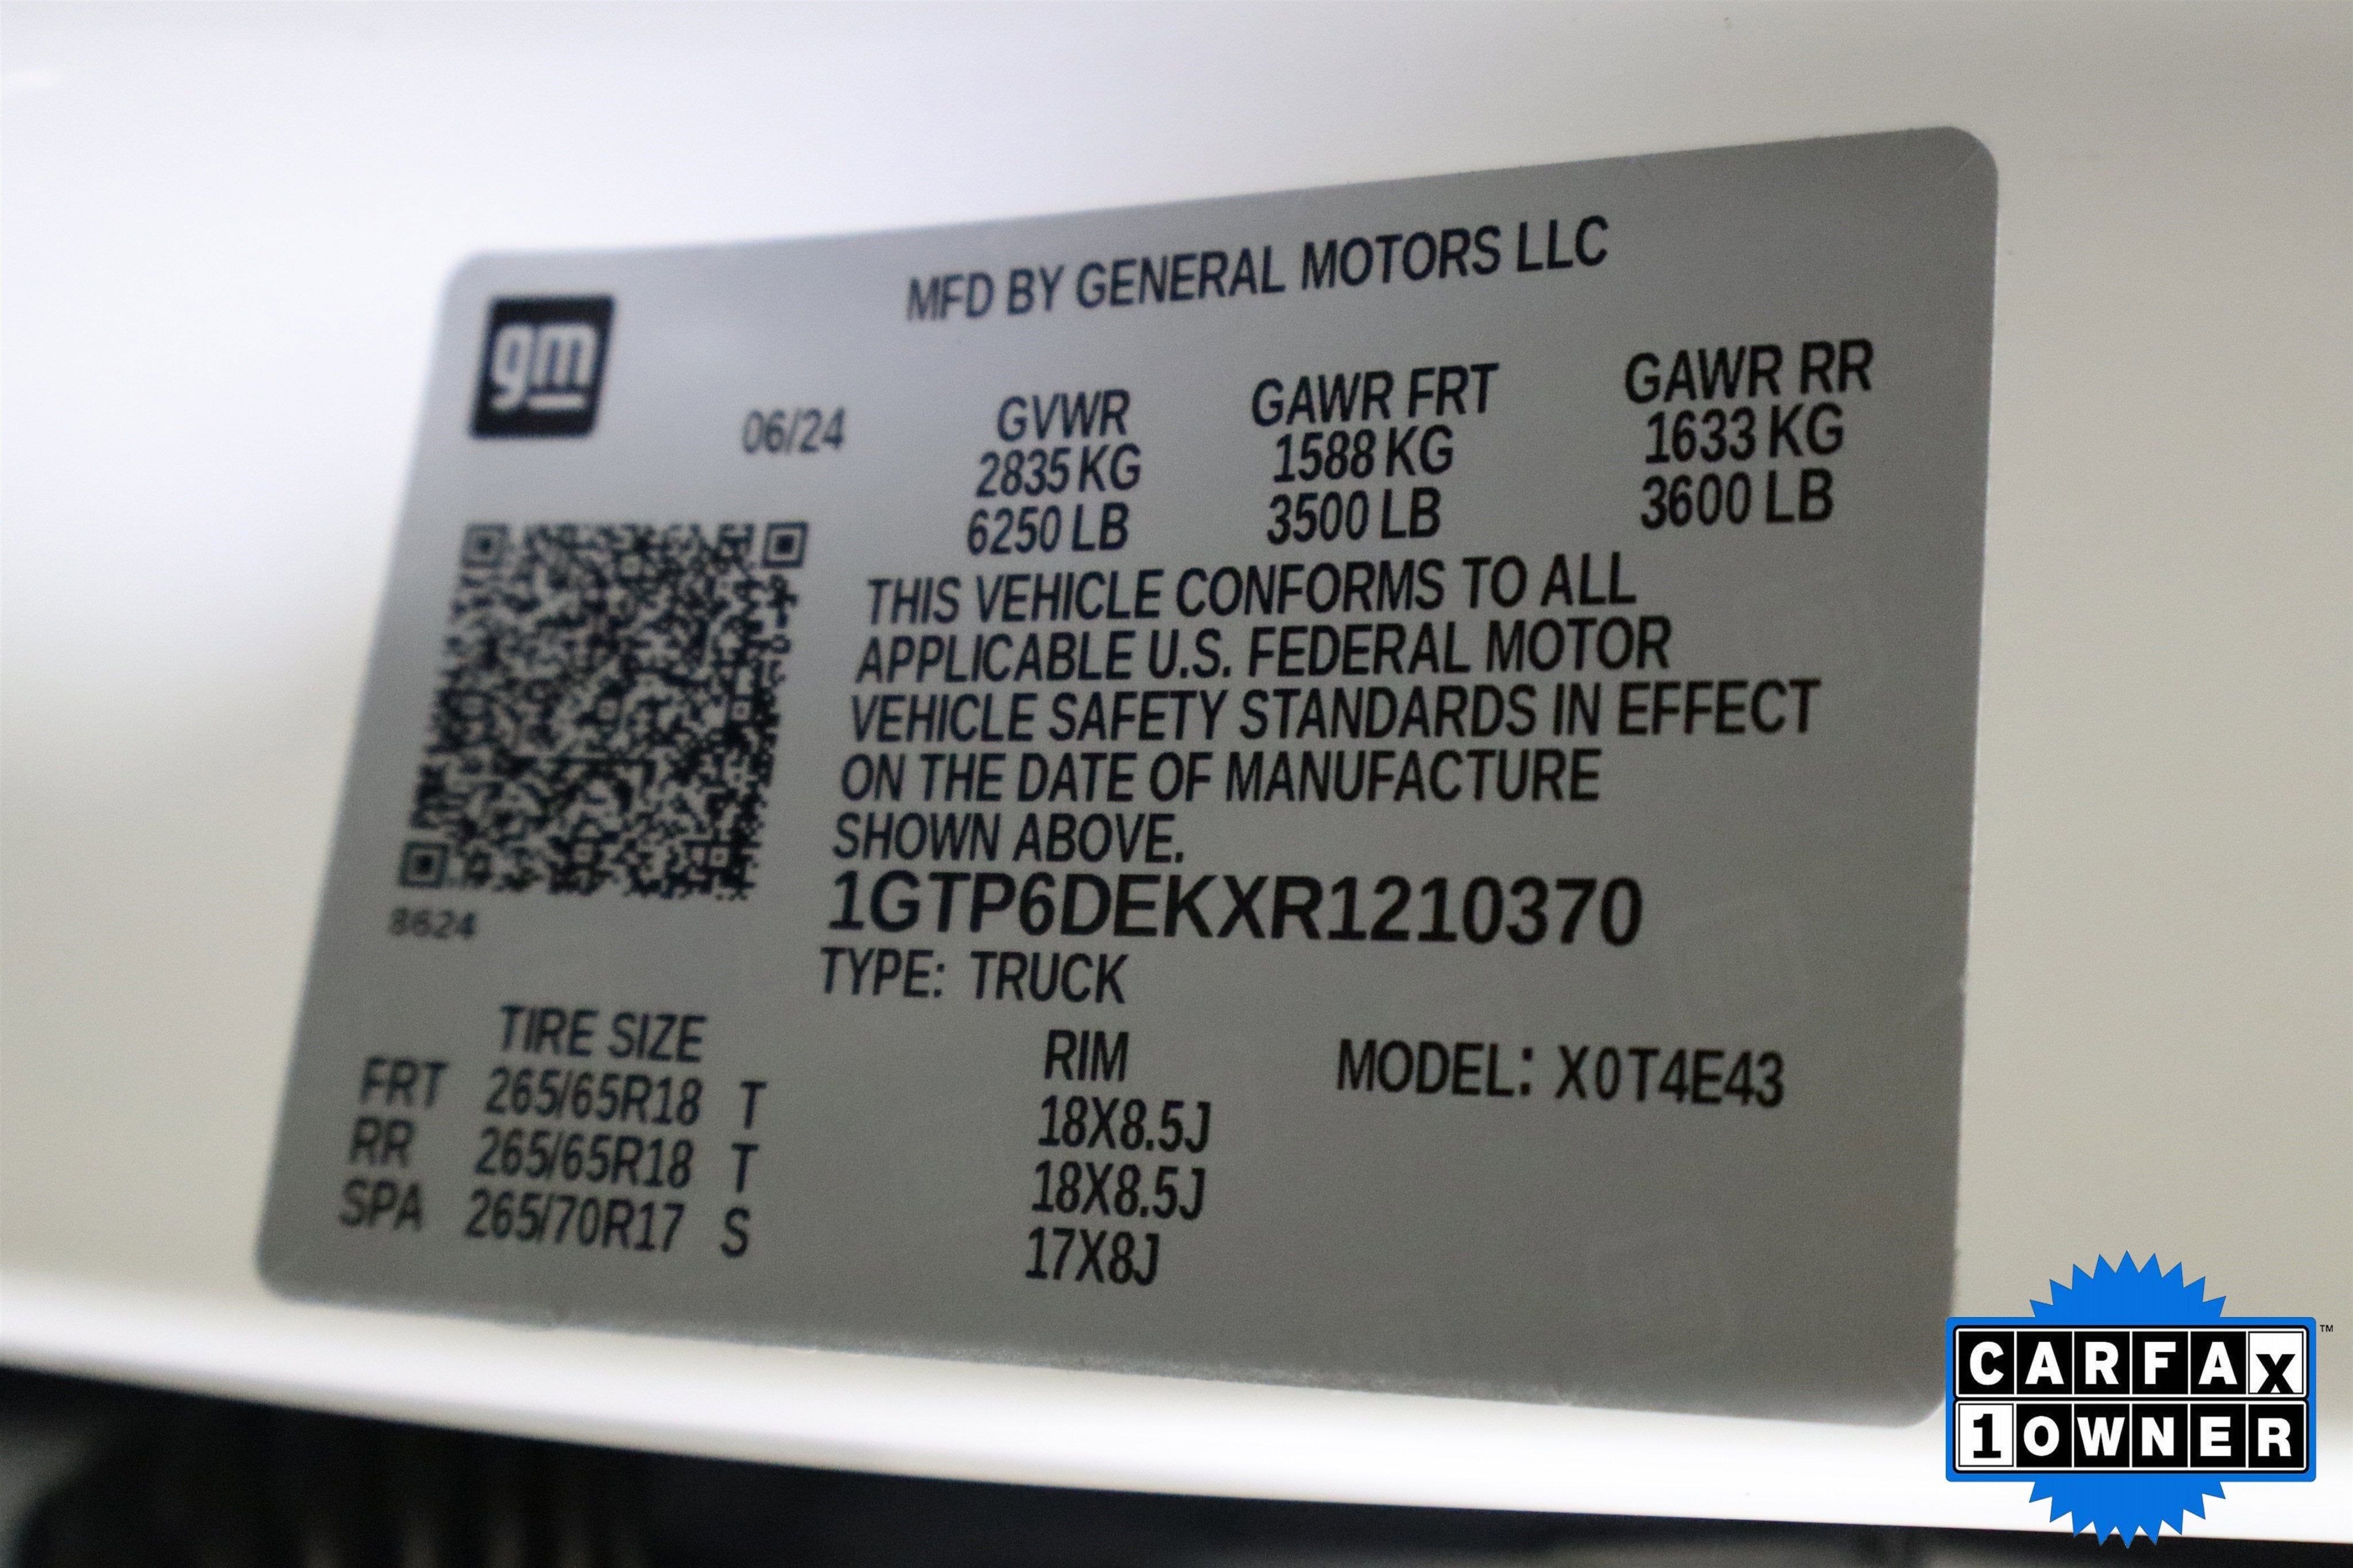 gm
MFD BY GENERAL MOTORS LLC
06/24
GVWR GAWR FRT GAWR RR
2835 KG 1588 KG 1633 KG
6250 LB 3500 LB 3600 LB
THIS VEHICLE CONFORMS TO ALL
APPLICABLE U.S. FEDERAL MOTOR
VEHICLE SAFETY STANDARDS IN EFFECT
ON THE DATE OF MANUFACTURE
SHOWN ABOVE.
8624
1GTP6DEKXR1210370
TYPE: TRUCK
TIRE SIZE RIM MODEL: X0T4E43
FRT 265/65R18 T 18X8.5J
RR 265/65R18 T 18X8.5J
SPA 265/70R17 S 17X8J
CARFAX™
1 OWNER